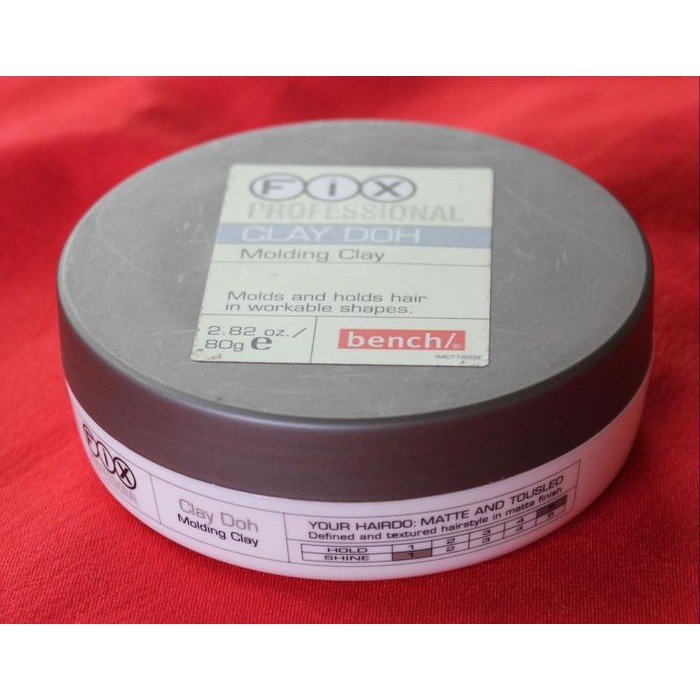 FiX
PROFESSIONAL
CLAY DOH
Molding Clay
Molds and holds hair
in workable shapes.
2.82 oz./
80g e
bench/®
FiX
Clay Doh
Molding Clay
YOUR HAIRDO: MATTE AND TOUSLED
Defined and textured hairstyle in matte finish
HOLD 1 2 3 4 5
SHINE 1 2 3 4 5